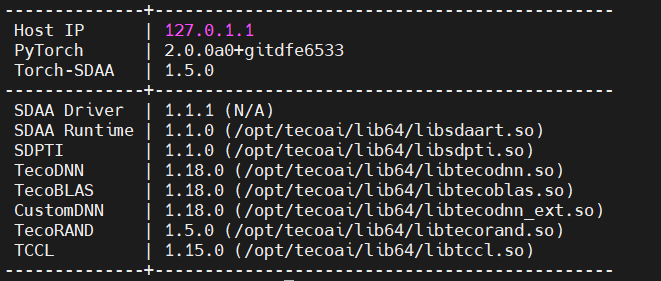 --------------+----------------------------------------------
Host IP | 127.0.1.1
PyTorch | 2.0.0a0+gitdfe6533
Torch-SDAA | 1.5.0
--------------+----------------------------------------------
SDAA Driver | 1.1.1 (N/A)
SDAA Runtime | 1.1.0 (/opt/tecoai/lib64/libsdaart.so)
SDPTI | 1.1.0 (/opt/tecoai/lib64/libsdpti.so)
TecoDNN | 1.18.0 (/opt/tecoai/lib64/libtecodnn.so)
TecoBLAS | 1.18.0 (/opt/tecoai/lib64/libtecoblas.so)
CustomDNN | 1.18.0 (/opt/tecoai/lib64/libtecodnn_ext.so)
TecoRAND | 1.5.0 (/opt/tecoai/lib64/libtecorand.so)
TCCL | 1.15.0 (/opt/tecoai/lib64/libtccl.so)
--------------+----------------------------------------------